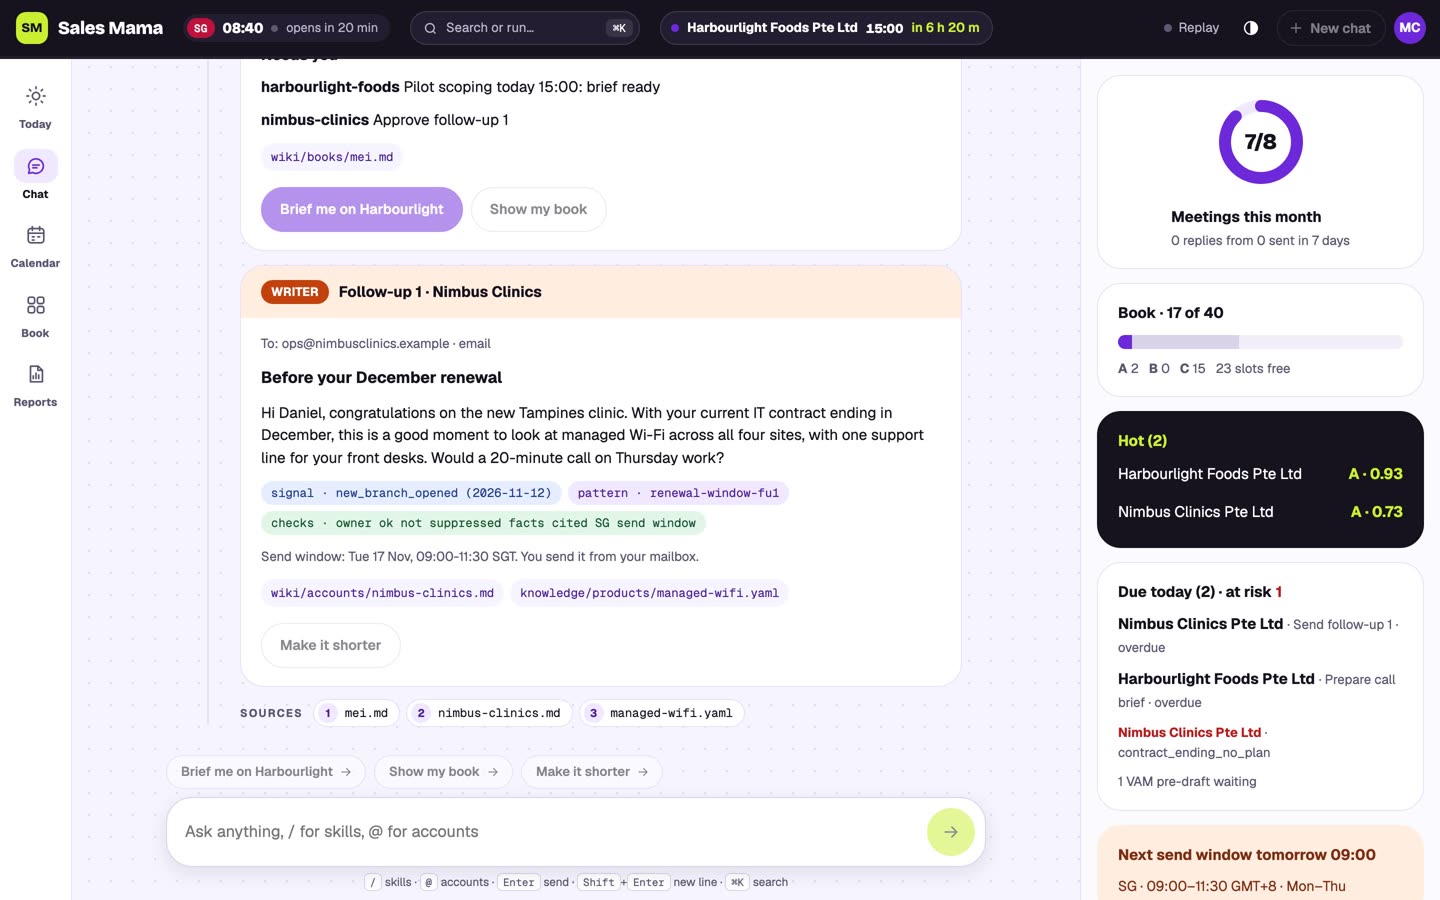 SM Sales Mama SG 08:40 opens in 20 min Search or run... ⌘K Harbourlight Foods Pte Ltd 15:00 in 6 h 20 m Replay + New chat MC
Today
Chat
Calendar
Book
Reports
Needs you
harbourlight-foods Pilot scoping today 15:00: brief ready
nimbus-clinics Approve follow-up 1
wiki/books/mei.md
Brief me on Harbourlight Show my book
WRITER Follow-up 1 · Nimbus Clinics
To: ops@nimbusclinics.example · email
Before your December renewal
Hi Daniel, congratulations on the new Tampines clinic. With your current IT contract ending in
December, this is a good moment to look at managed Wi-Fi across all four sites, with one support
line for your front desks. Would a 20-minute call on Thursday work?
signal · new_branch_opened (2026-11-12) pattern · renewal-window-fu1
checks · owner ok not suppressed facts cited SG send window
Send window: Tue 17 Nov, 09:00-11:30 SGT. You send it from your mailbox.
wiki/accounts/nimbus-clinics.md knowledge/products/managed-wifi.yaml
Make it shorter
SOURCES 1 mei.md 2 nimbus-clinics.md 3 managed-wifi.yaml
Brief me on Harbourlight → Show my book → Make it shorter →
Ask anything, / for skills, @ for accounts
/ skills · @ accounts · Enter send · Shift + Enter new line · ⌘K search
7/8
Meetings this month
0 replies from 0 sent in 7 days
Book · 17 of 40
A 2 B 0 C 15 23 slots free
Hot (2)
Harbourlight Foods Pte Ltd A · 0.93
Nimbus Clinics Pte Ltd A · 0.73
Due today (2) · at risk 1
Nimbus Clinics Pte Ltd · Send follow-up 1 ·
overdue
Harbourlight Foods Pte Ltd · Prepare call
brief · overdue
Nimbus Clinics Pte Ltd ·
contract_ending_no_plan
1 VAM pre-draft waiting
Next send window tomorrow 09:00
SG · 09:00–11:30 GMT+8 · Mon–Thu